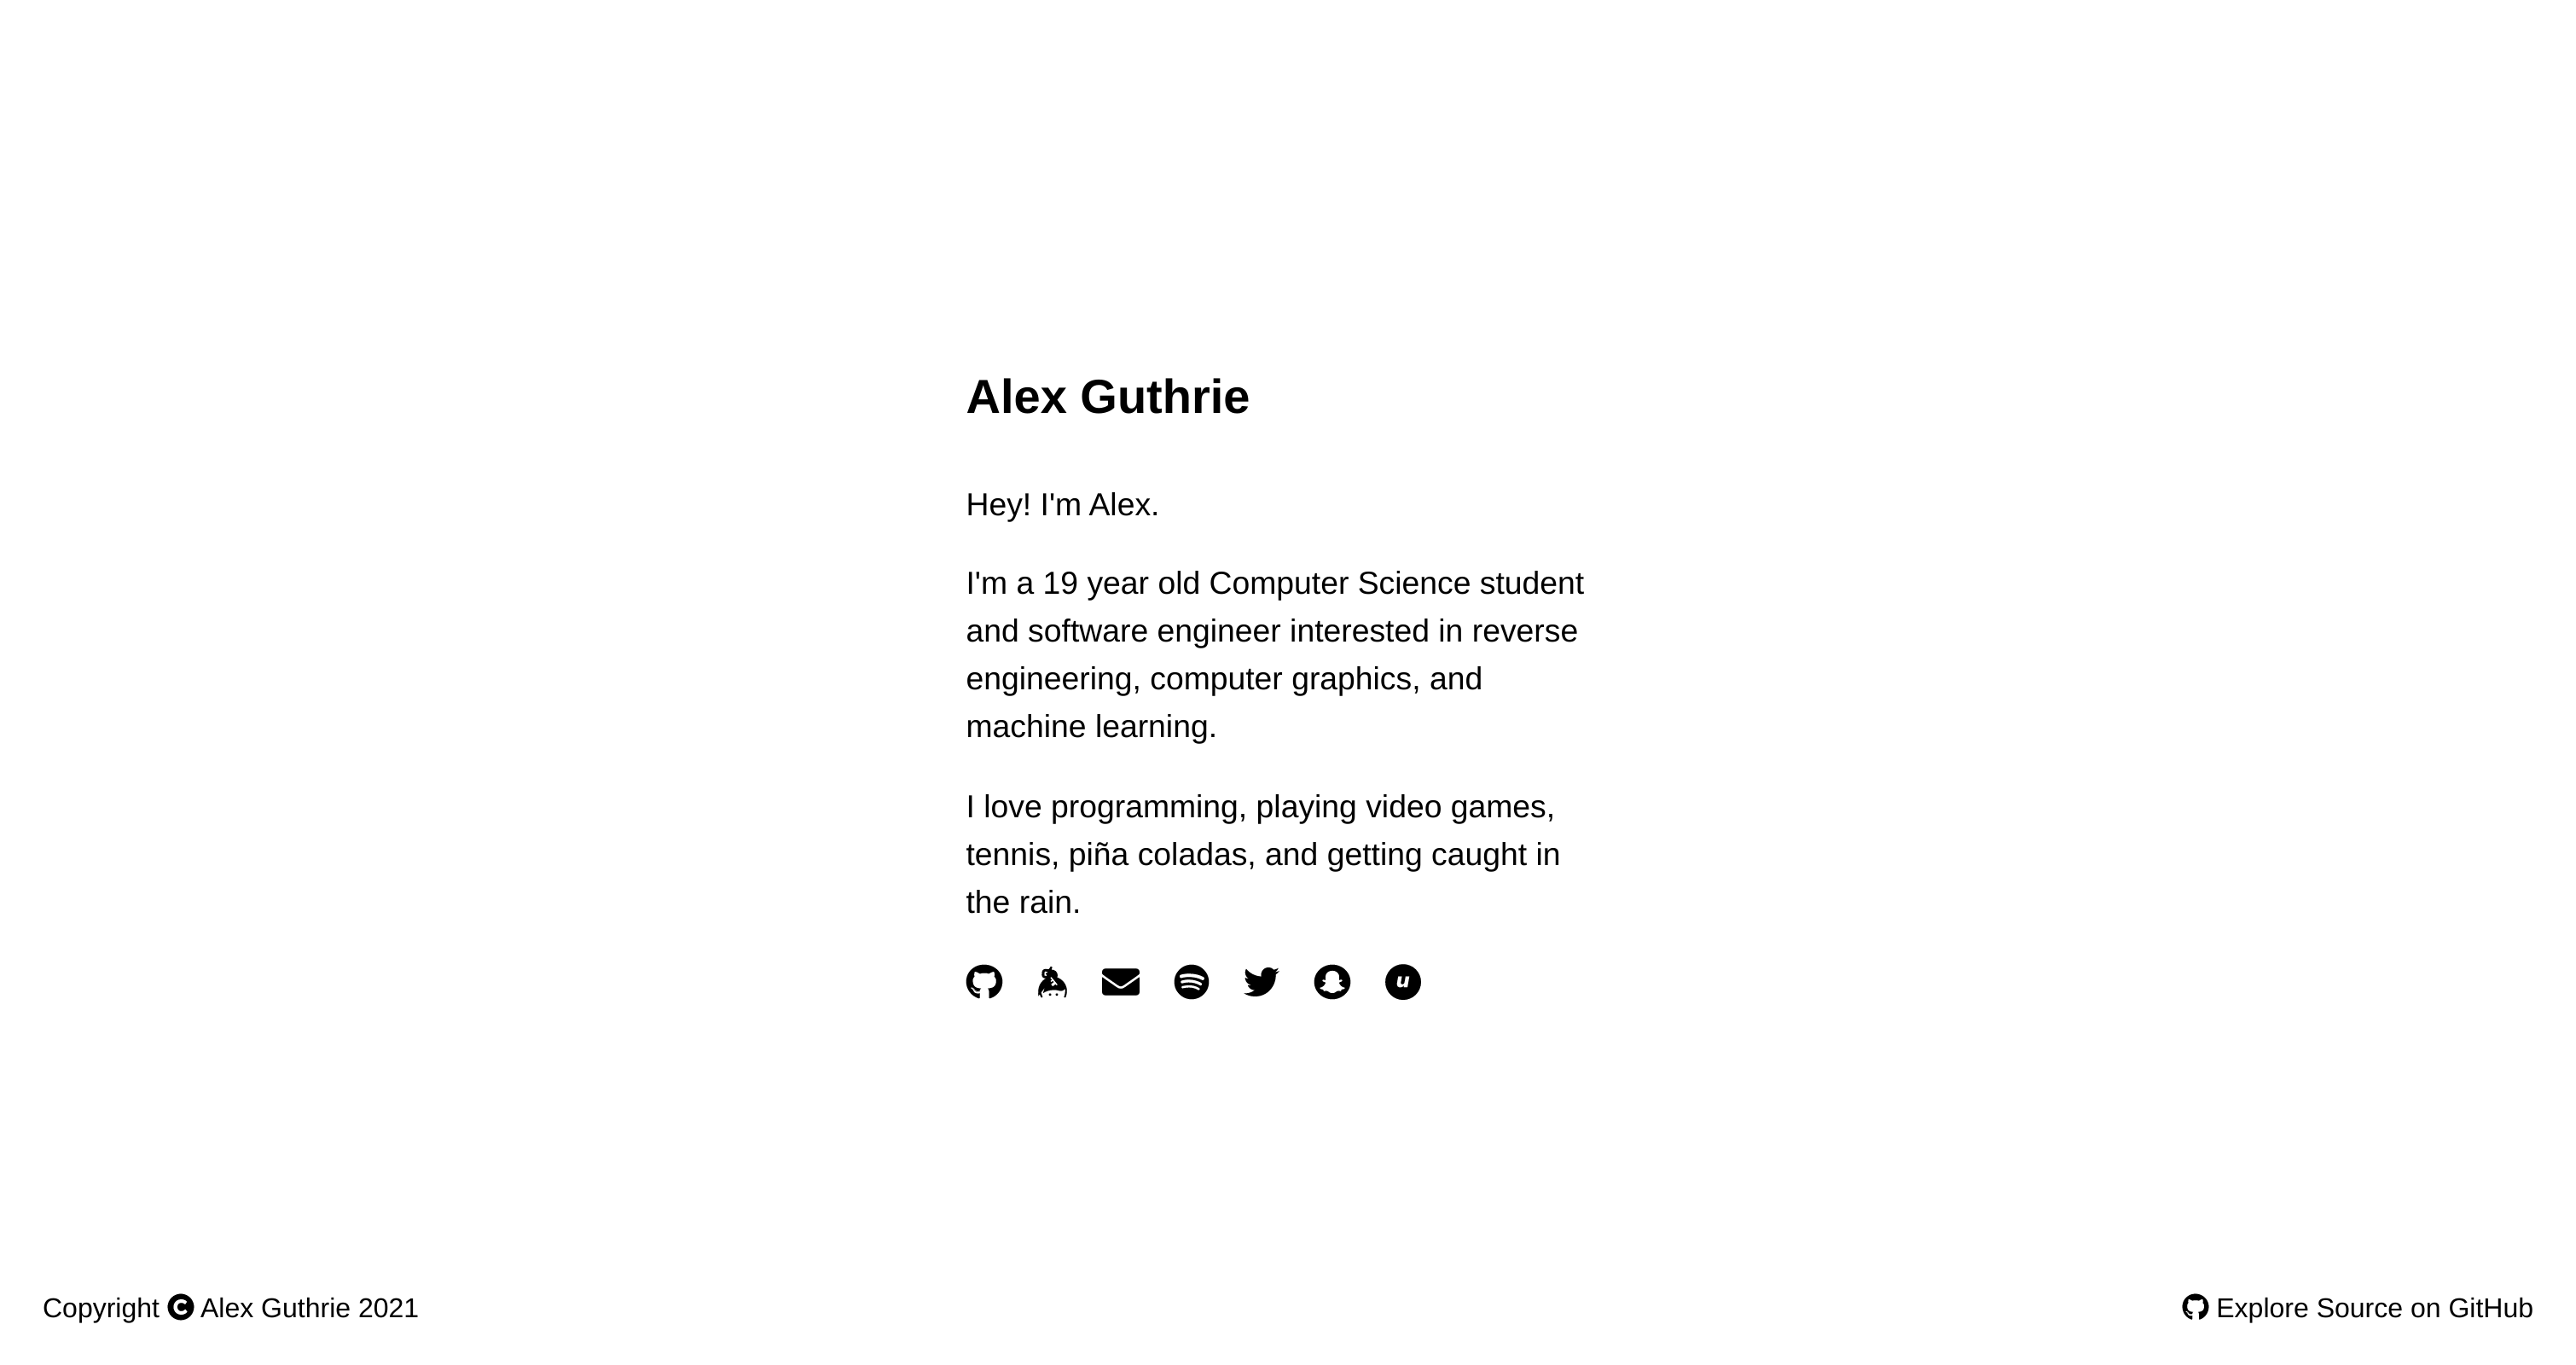 Alex Guthrie
Hey! I'm Alex.
I'm a 19 year old Computer Science student
and software engineer interested in reverse
engineering, computer graphics, and
machine learning.
I love programming, playing video games,
tennis, piña coladas, and getting caught in
the rain.
u
Copyright © Alex Guthrie 2021
Explore Source on GitHub